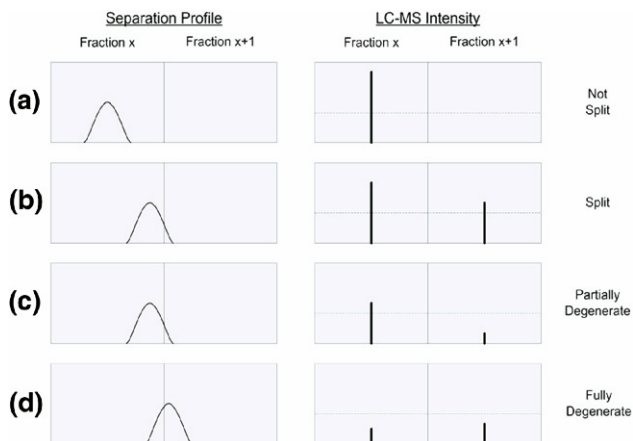 Separation Profile
LC-MS Intensity
Fraction x
Fraction x+1
Fraction x
Fraction x+1
(a)
Not
Split
(b)
Split
(c)
Partially
Degenerate
(d)
Fully
Degenerate